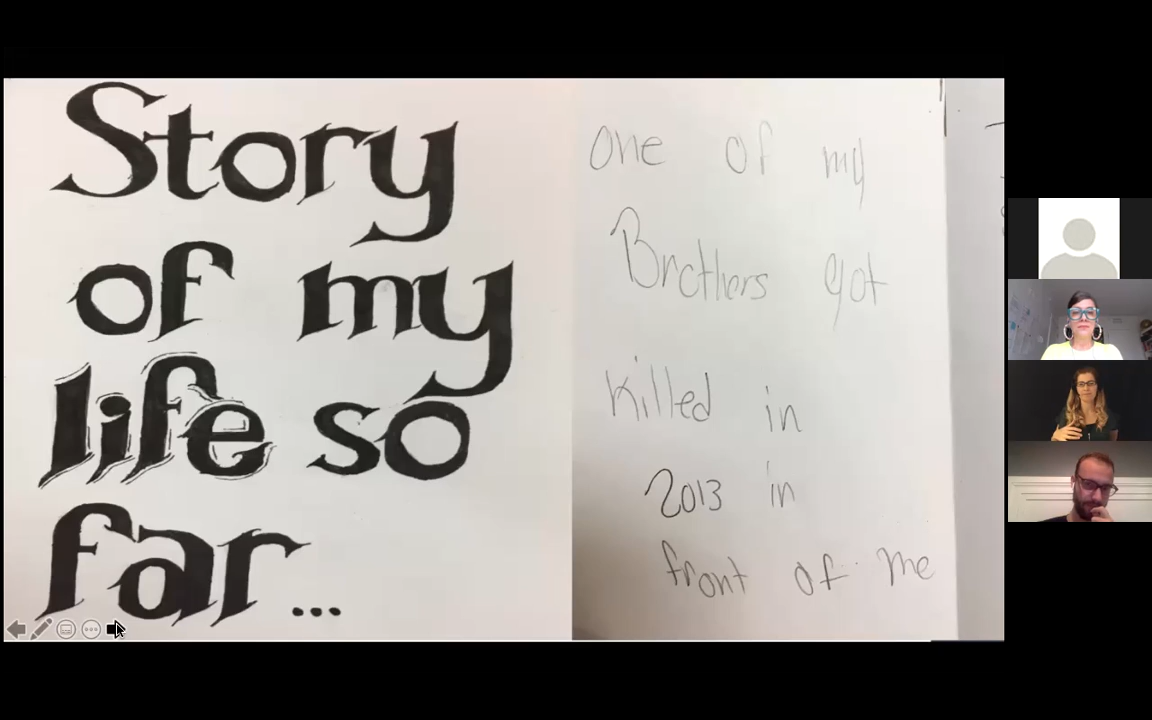 Story
of my
life so
far...
one of my
Brothers got
killed in
2013 in
front of me